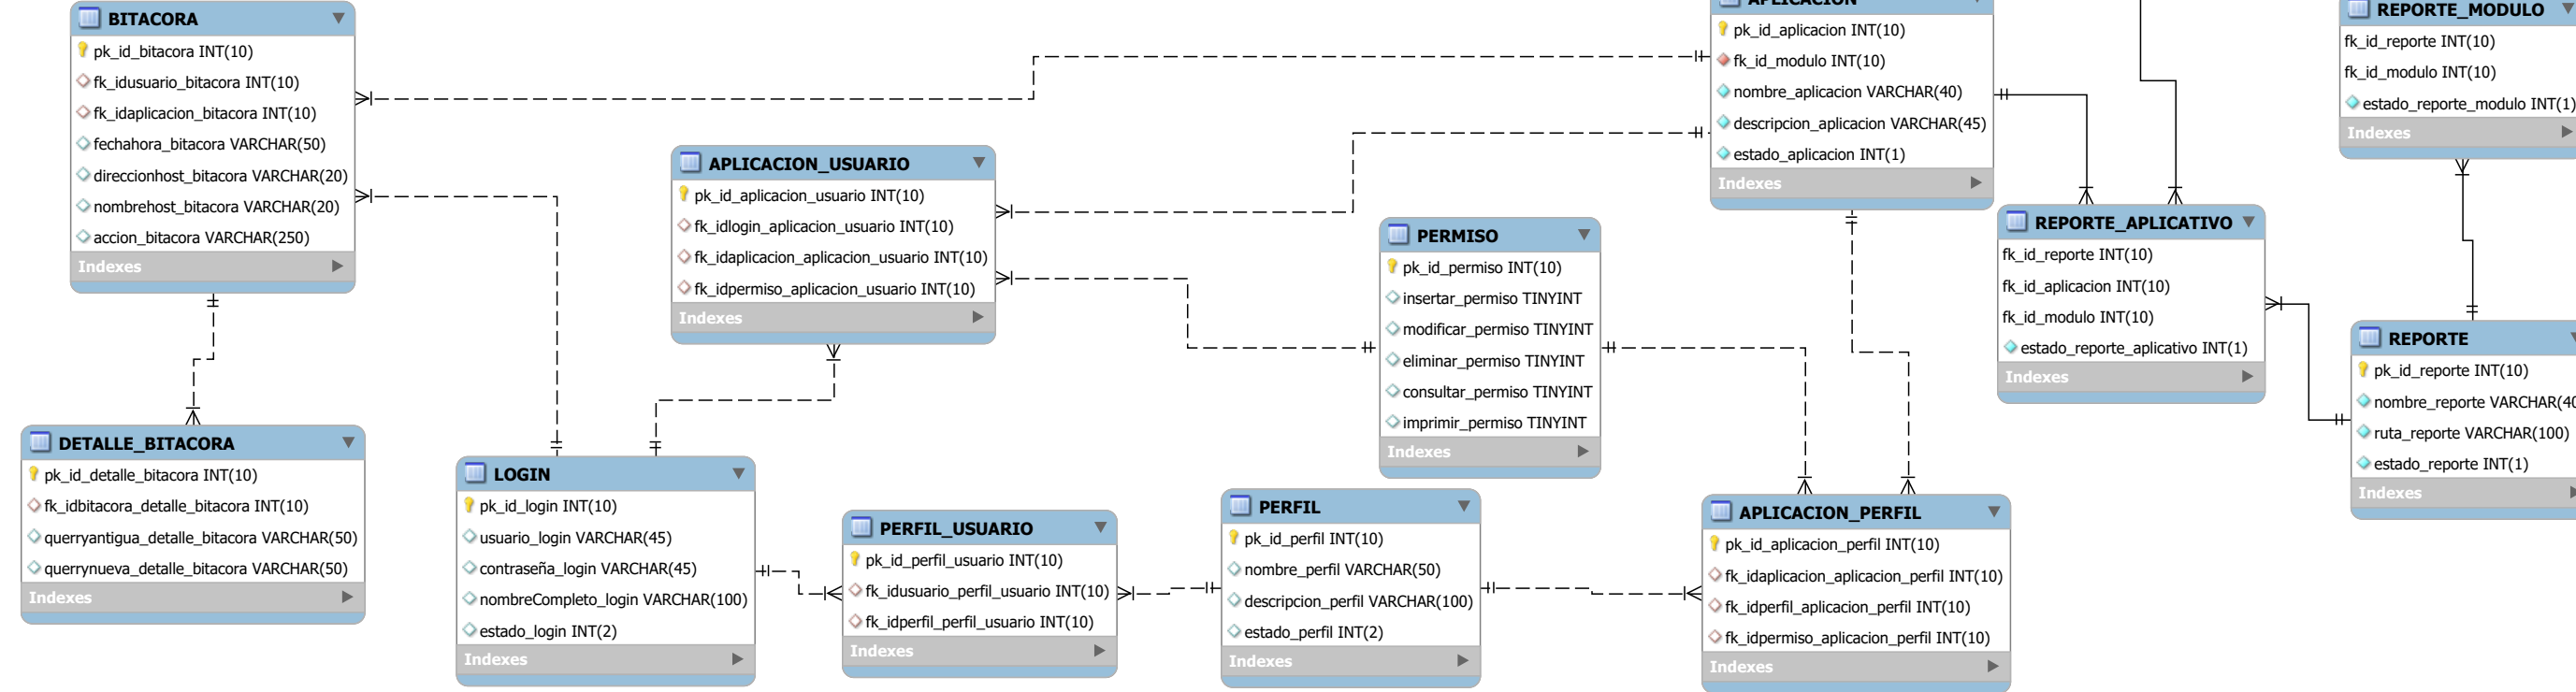 BITACORA
pk_id_bitacora INT(10)
fk_idusuario_bitacora INT(10)
fk_idaplicacion_bitacora INT(10)
fechahora_bitacora VARCHAR(50)
direccionhost_bitacora VARCHAR(20)
nombrehost_bitacora VARCHAR(20)
accion_bitacora VARCHAR(250)
Indexes
DETALLE_BITACORA
pk_id_detalle_bitacora INT(10)
fk_idbitacora_detalle_bitacora INT(10)
querryantigua_detalle_bitacora VARCHAR(50)
querrynueva_detalle_bitacora VARCHAR(50)
Indexes
LOGIN
pk_id_login INT(10)
usuario_login VARCHAR(45)
contraseña_login VARCHAR(45)
nombreCompleto_login VARCHAR(100)
estado_login INT(2)
Indexes
APLICACION_USUARIO
pk_id_aplicacion_usuario INT(10)
fk_idlogin_aplicacion_usuario INT(10)
fk_idaplicacion_aplicacion_usuario INT(10)
fk_idpermiso_aplicacion_usuario INT(10)
Indexes
PERFIL_USUARIO
pk_id_perfil_usuario INT(10)
fk_idusuario_perfil_usuario INT(10)
fk_idperfil_perfil_usuario INT(10)
Indexes
PERFIL
pk_id_perfil INT(10)
nombre_perfil VARCHAR(50)
descripcion_perfil VARCHAR(100)
estado_perfil INT(2)
Indexes
PERMISO
pk_id_permiso INT(10)
insertar_permiso TINYINT
modificar_permiso TINYINT
eliminar_permiso TINYINT
consultar_permiso TINYINT
imprimir_permiso TINYINT
Indexes
APLICACION
pk_id_aplicacion INT(10)
fk_id_modulo INT(10)
nombre_aplicacion VARCHAR(40)
descripcion_aplicacion VARCHAR(45)
estado_aplicacion INT(1)
Indexes
APLICACION_PERFIL
pk_id_aplicacion_perfil INT(10)
fk_idaplicacion_aplicacion_perfil INT(10)
fk_idperfil_aplicacion_perfil INT(10)
fk_idpermiso_aplicacion_perfil INT(10)
Indexes
REPORTE_APLICATIVO
fk_id_reporte INT(10)
fk_id_aplicacion INT(10)
fk_id_modulo INT(10)
estado_reporte_aplicativo INT(1)
Indexes
REPORTE_MODULO
fk_id_reporte INT(10)
fk_id_modulo INT(10)
estado_reporte_modulo INT(1)
Indexes
REPORTE
pk_id_reporte INT(10)
nombre_reporte VARCHAR(40
ruta_reporte VARCHAR(100)
estado_reporte INT(1)
Indexes